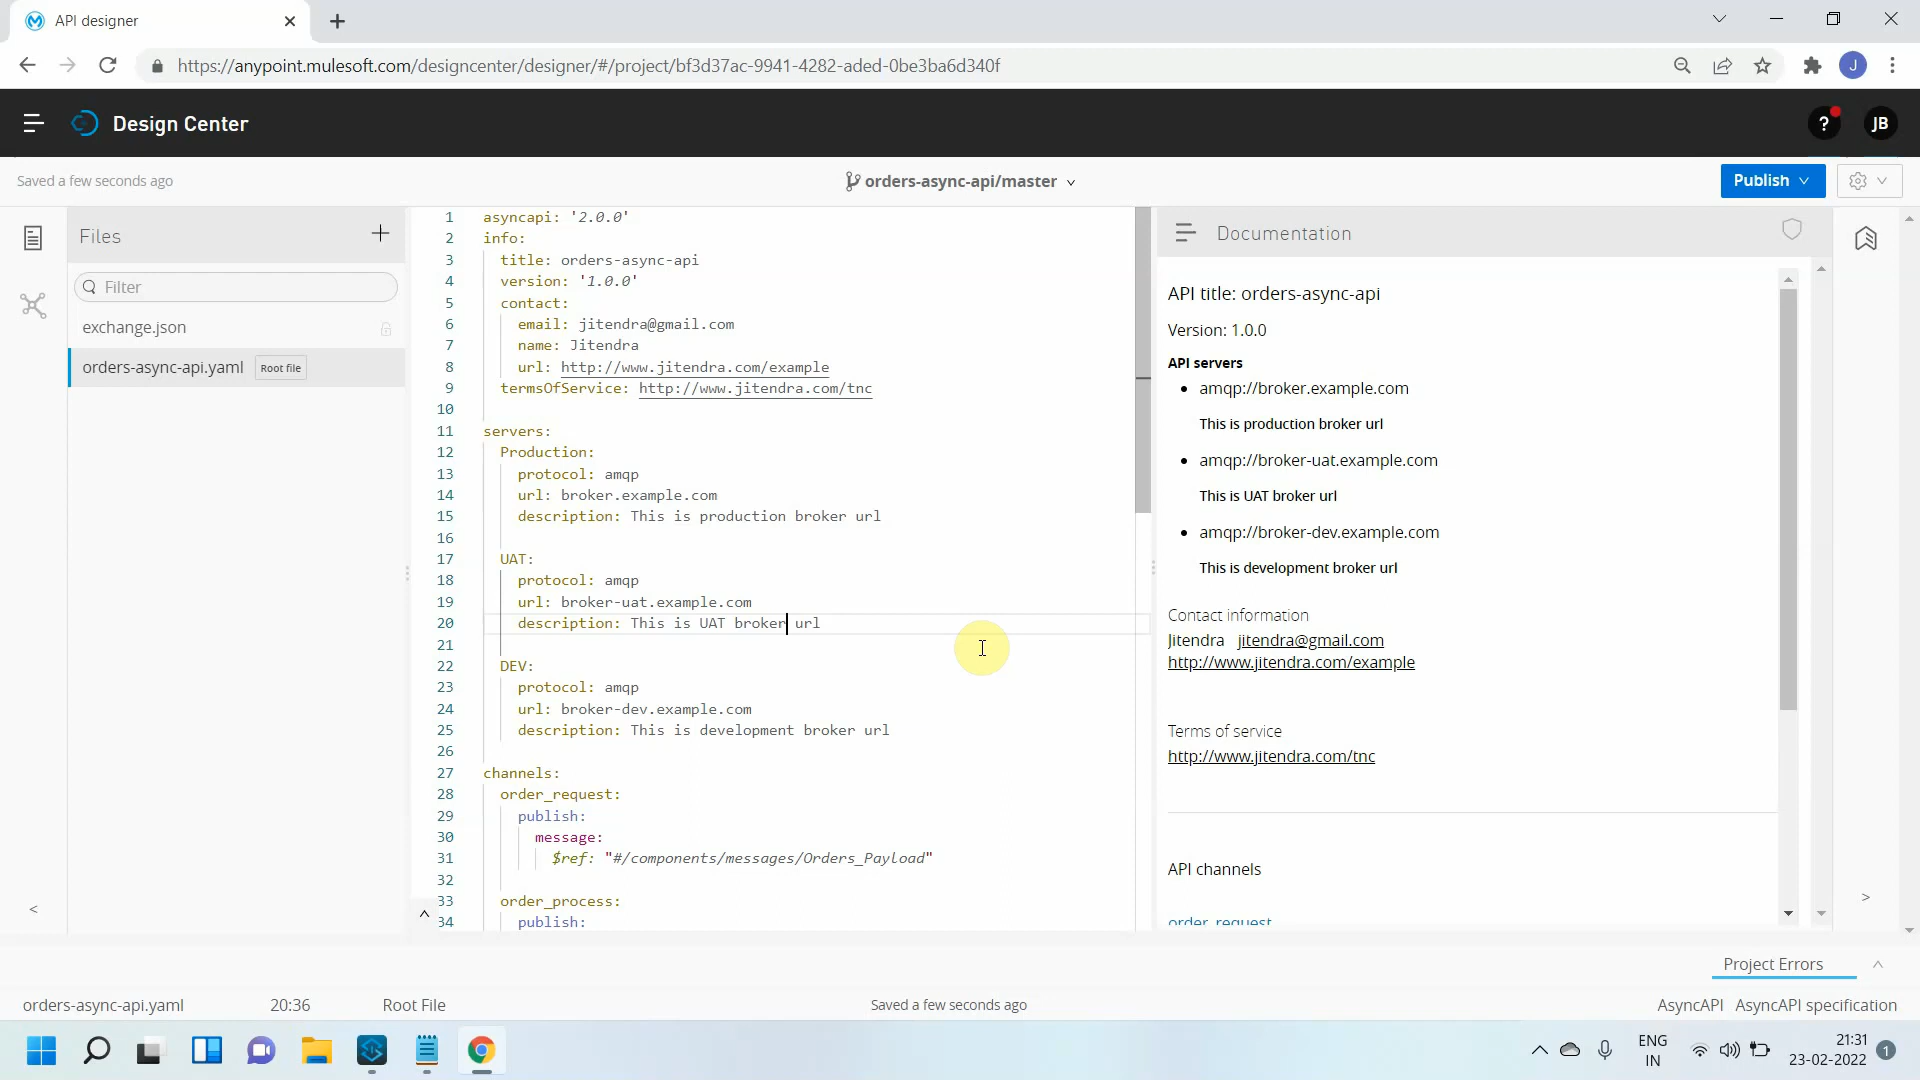 API designer
https://anypoint.mulesoft.com/designcenter/designer/#/project/bf3d37ac-9941-4282-aded-0be3ba6d340f
J
Design Center
?
JB
Saved a few seconds ago
orders-async-api/master
Publish
Files
Filter
exchange.json
orders-async-api.yaml Root file
1 asyncapi: '2.0.0'
2 info:
3 title: orders-async-api
4 version: '1.0.0'
5 contact:
6 email: jitendra@gmail.com
7 name: Jitendra
8 url: http://www.jitendra.com/example
9 termsOfService: http://www.jitendra.com/tnc
10
11 servers:
12 Production:
13 protocol: amqp
14 url: broker.example.com
15 description: This is production broker url
16
17 UAT:
18 protocol: amqp
19 url: broker-uat.example.com
20 description: This is UAT broker url
21
22 DEV:
23 protocol: amqp
24 url: broker-dev.example.com
25 description: This is development broker url
26
27 channels:
28 order_request:
29 publish:
30 message:
31 $ref: "#/components/messages/Orders_Payload"
32
33 order_process:
34 publish:
Documentation
API title: orders-async-api
Version: 1.0.0
API servers
amqp://broker.example.com
This is production broker url
amqp://broker-uat.example.com
This is UAT broker url
amqp://broker-dev.example.com
This is development broker url
Contact information
Jitendra jitendra@gmail.com
http://www.jitendra.com/example
Terms of service
http://www.jitendra.com/tnc
API channels
order_request
Project Errors
orders-async-api.yaml 20:36 Root File Saved a few seconds ago AsyncAPI AsyncAPI specification
ENG
IN
21:31
23-02-2022
1